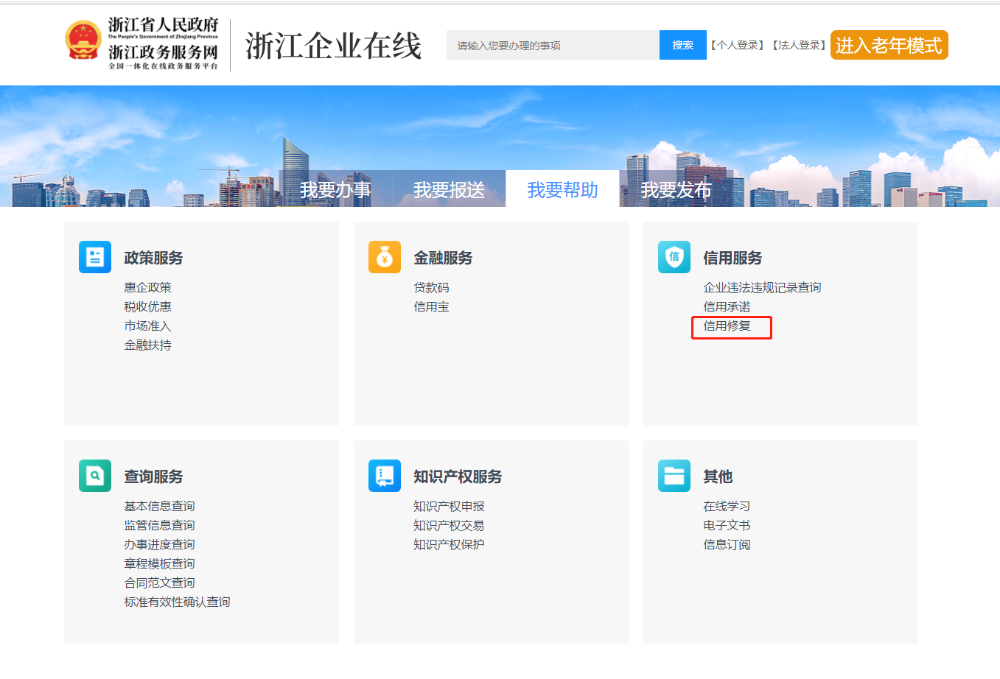 浙江省人民政府
The People's Government of Zhejiang Province
浙江政务服务网
全国一体化在线政务服务平台
浙江企业在线
请输入您要办理的事项
搜索
【个人登录】【法人登录】
进入老年模式
我要办事
我要报送
我要帮助
我要发布
政策服务
惠企政策
税收优惠
市场准入
金融扶持
金融服务
贷款码
信用宝
信
信用服务
企业违法违规记录查询
信用承诺
信用修复
查询服务
基本信息查询
监管信息查询
办事进度查询
章程模板查询
合同范文查询
标准有效性确认查询
知识产权服务
知识产权申报
知识产权交易
知识产权保护
其他
在线学习
电子文书
信息订阅